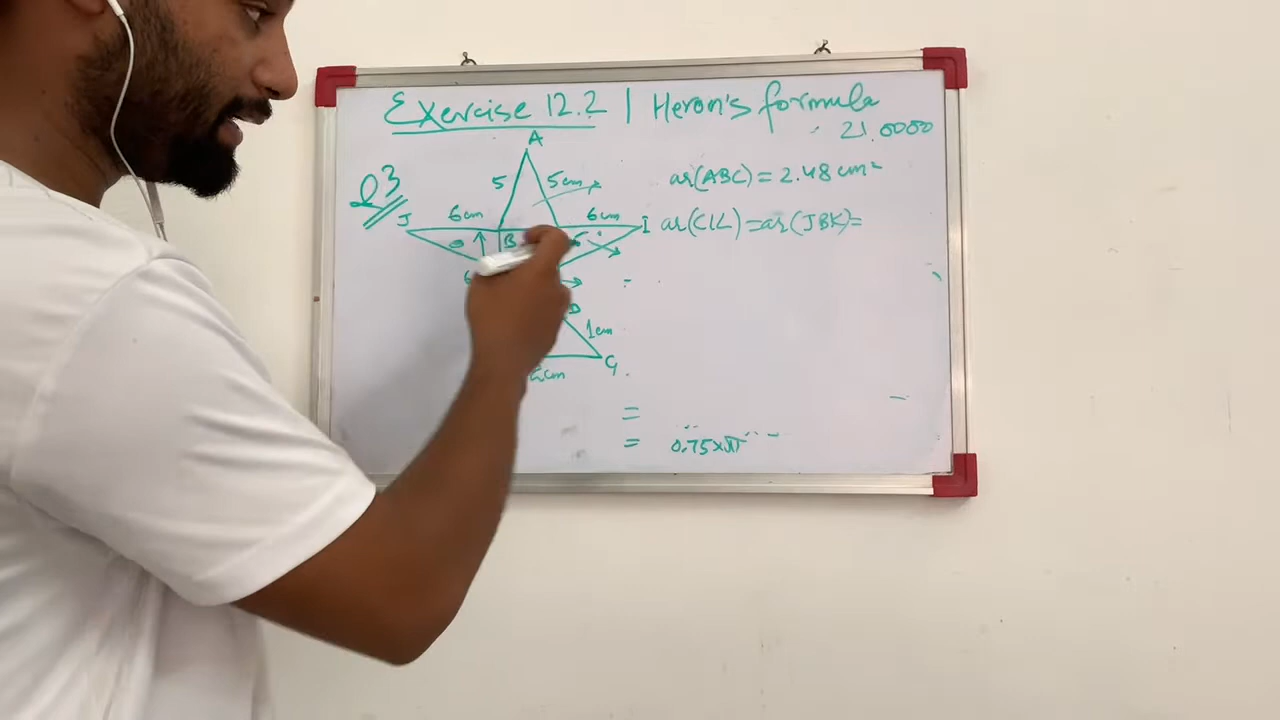 Exercise 12.2 | Heron's formula
21.0000
Q3
A
5
5cm
ar(ABC) = 2.48 cm²
J
6cm
6cm
I
ar(CIL) = ar(JBK) =
B
D
1cm
G
cm
=
= 0.75×√11